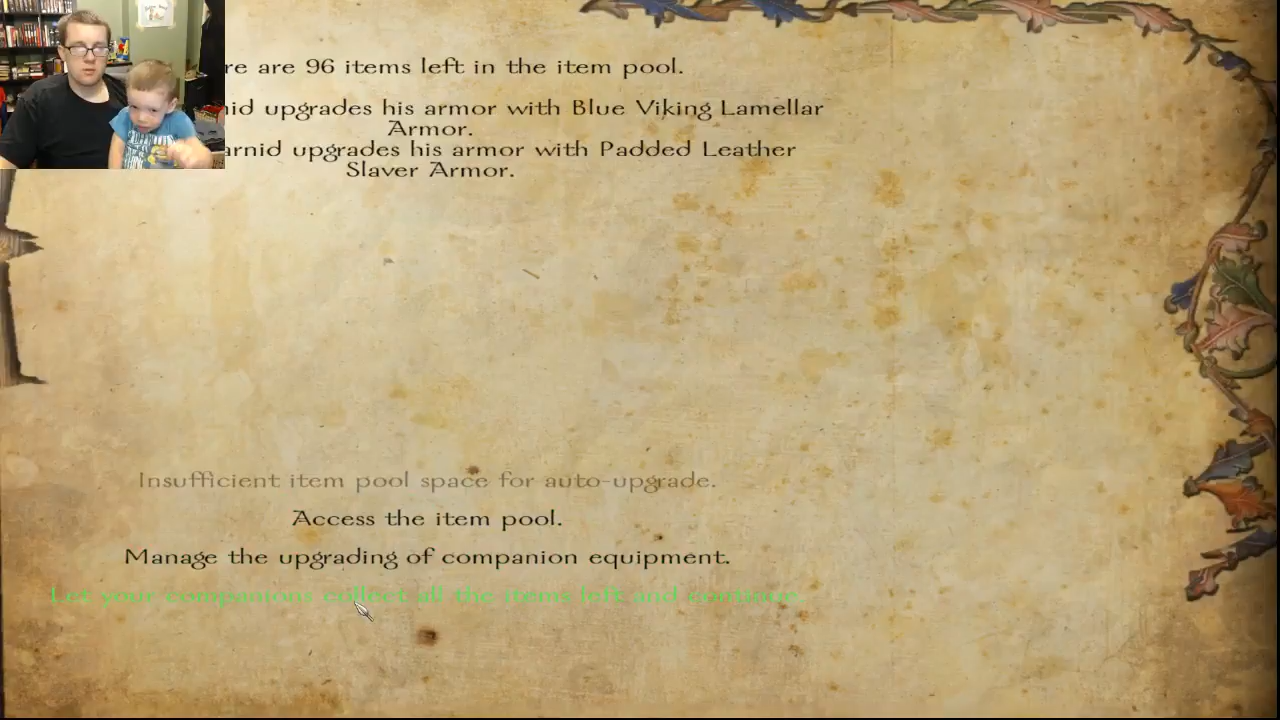 re are 96 items left in the item pool.
nid upgrades his armor with Blue Viking Lamellar
Armor.
arnid upgrades his armor with Padded Leather
Slaver Armor.
Insufficient item pool space for auto-upgrade.
Access the item pool.
Manage the upgrading of companion equipment.
Let your companions collect all the items left and continue.